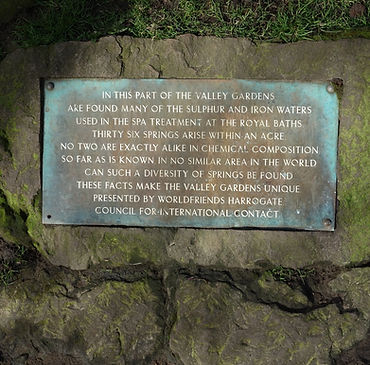 IN THIS PART OF THE VALLEY GARDENS
ARE FOUND MANY OF THE SULPHUR AND IRON WATERS
USED IN THE SPA TREATMENT AT THE ROYAL BATHS
THIRTY SIX SPRINGS ARISE WITHIN AN ACRE
NO TWO ARE EXACTLY ALIKE IN CHEMICAL COMPOSITION
SO FAR AS IS KNOWN IN NO SIMILAR AREA IN THE WORLD
CAN SUCH A DIVERSITY OF SPRINGS BE FOUND
THESE FACTS MAKE THE VALLEY GARDENS UNIQUE
PRESENTED BY WORLDFRIENDS HARROGATE
COUNCIL FOR INTERNATIONAL CONTACT